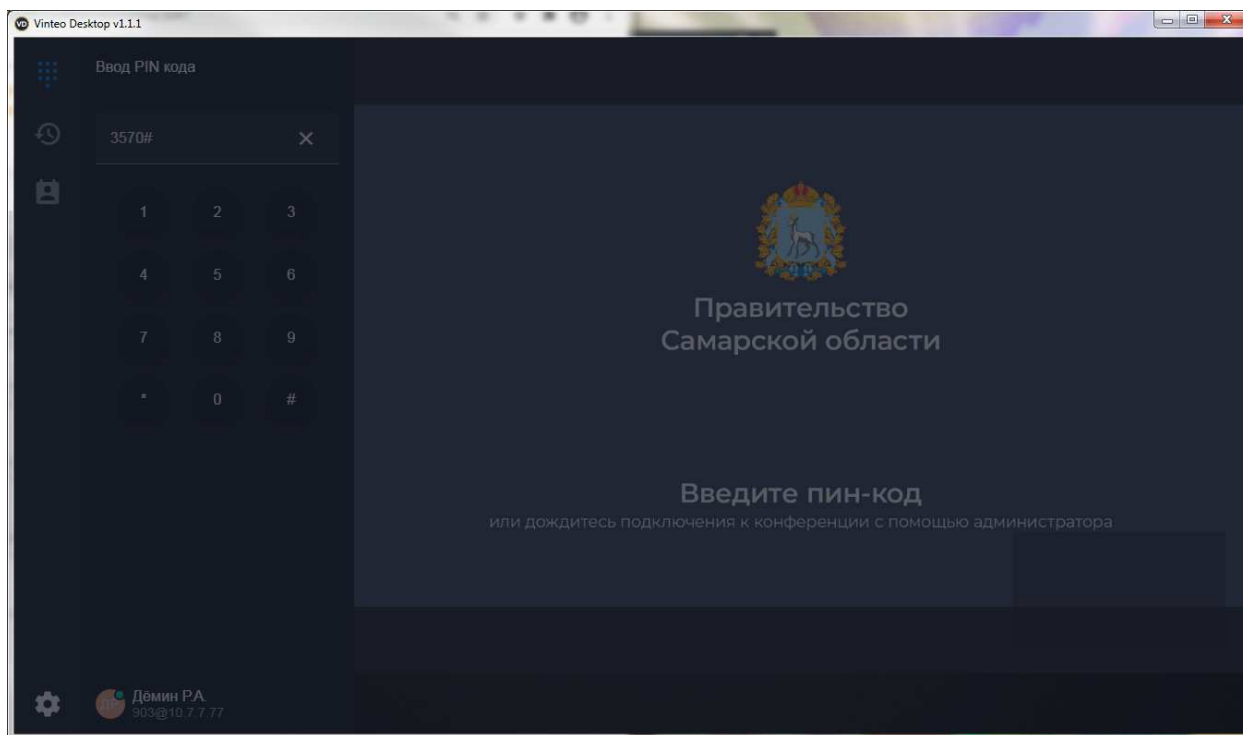 Vinteo Desktop v1.1.1
Ввод PIN кода
3570#
1 2 3
4 5 6
7 8 9
* 0 #
Правительство
Самарской области
Введите пин-код
или дождитесь подключения к конференции с помощью администратора
ДР
Дёмин Р.А.
903@10.7.7.77